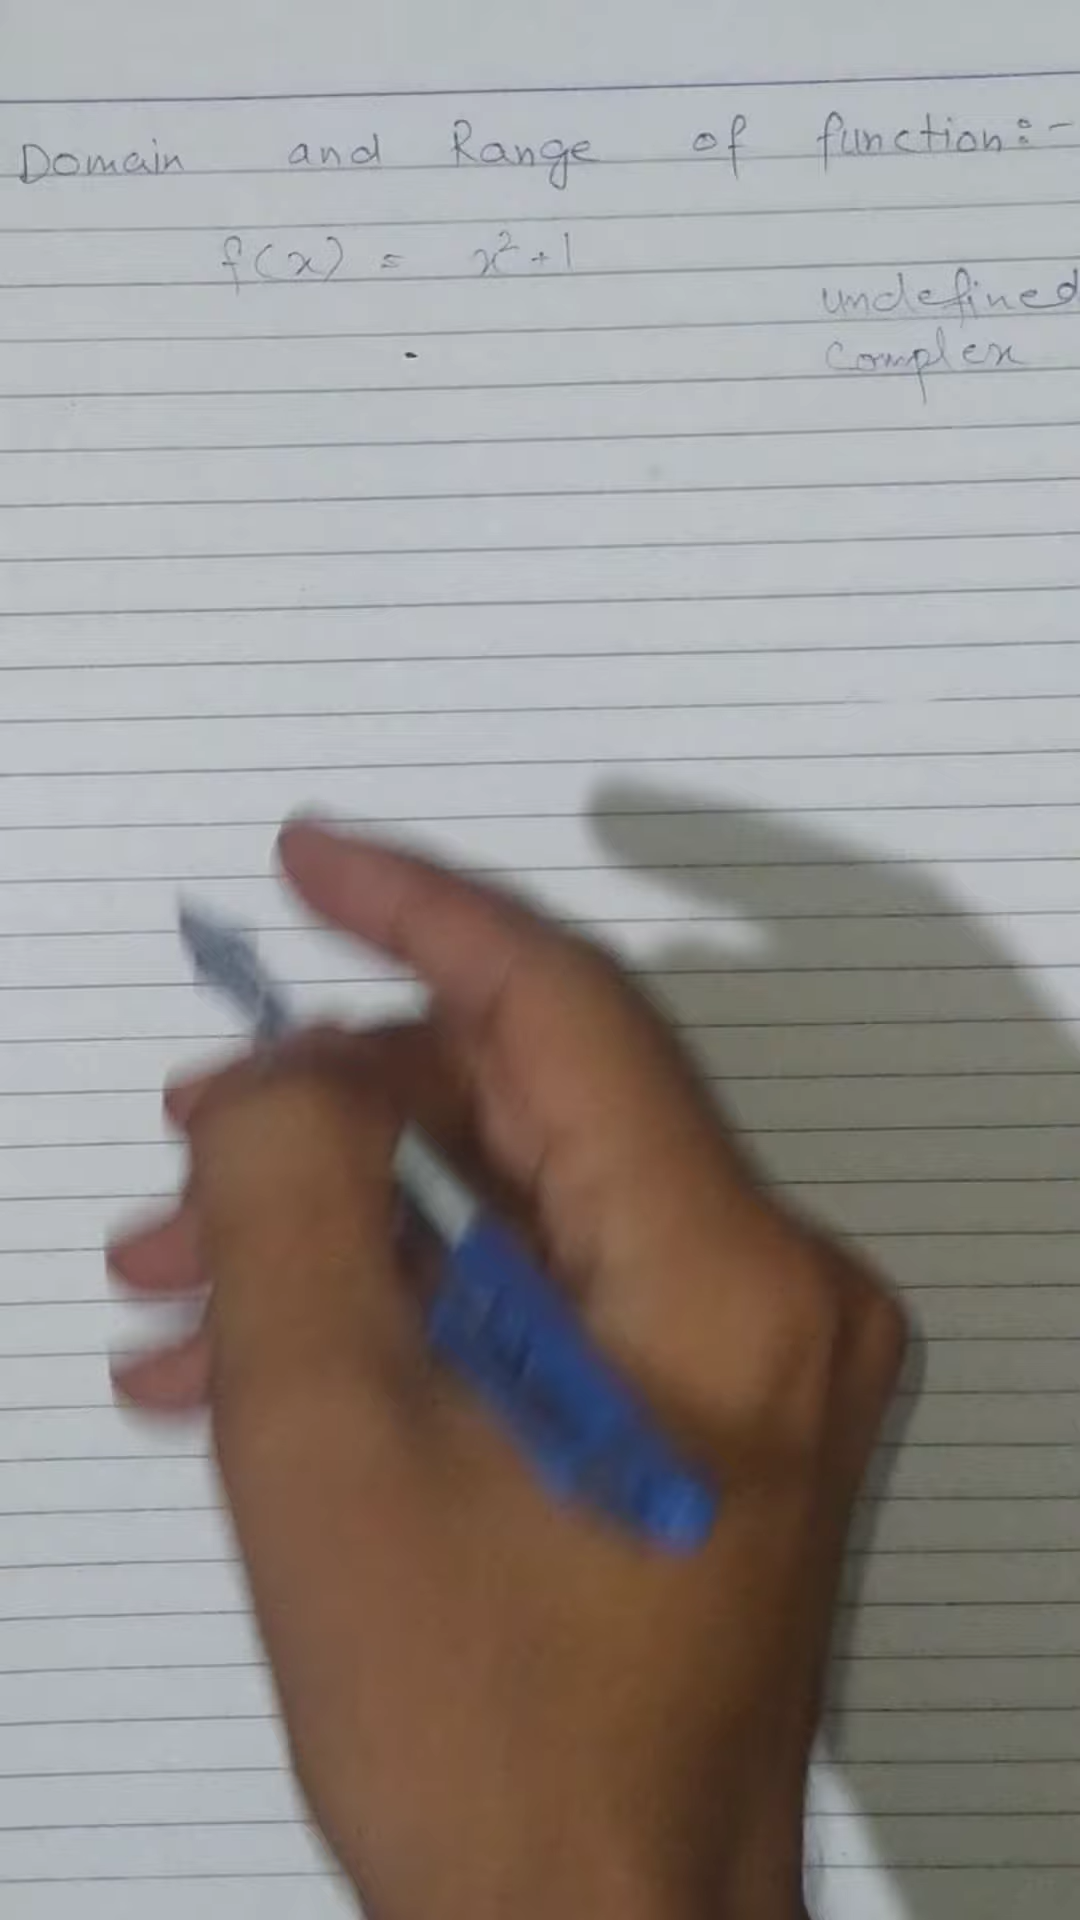 Domain and Range of function:-
f(x) = x²+1
undefined
complex